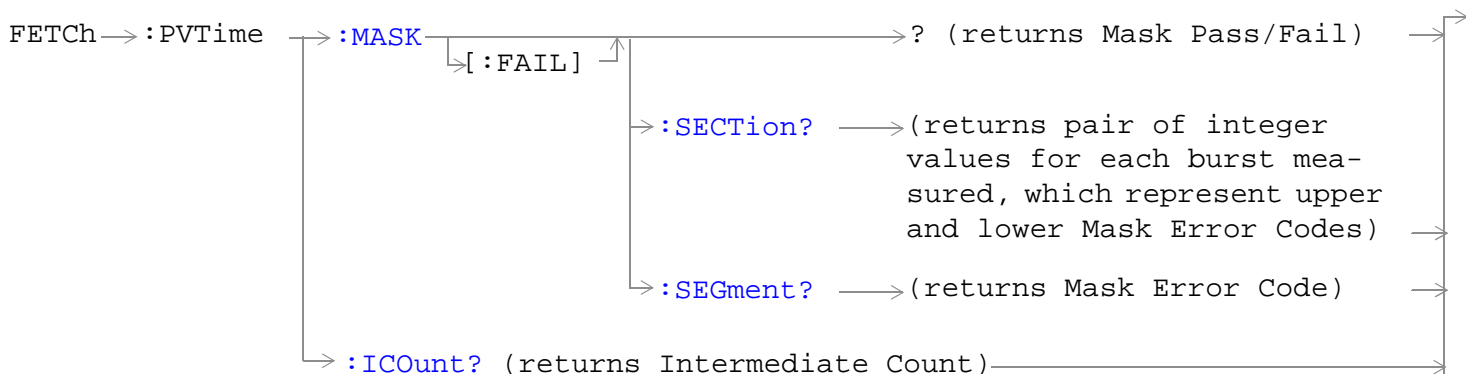 FETCh :PVTime :MASK ? (returns Mask Pass/Fail)
[:FAIL]
:SECTion? (returns pair of integer
values for each burst mea-
sured, which represent upper
and lower Mask Error Codes)
:SEGment? (returns Mask Error Code)
:ICOunt? (returns Intermediate Count)